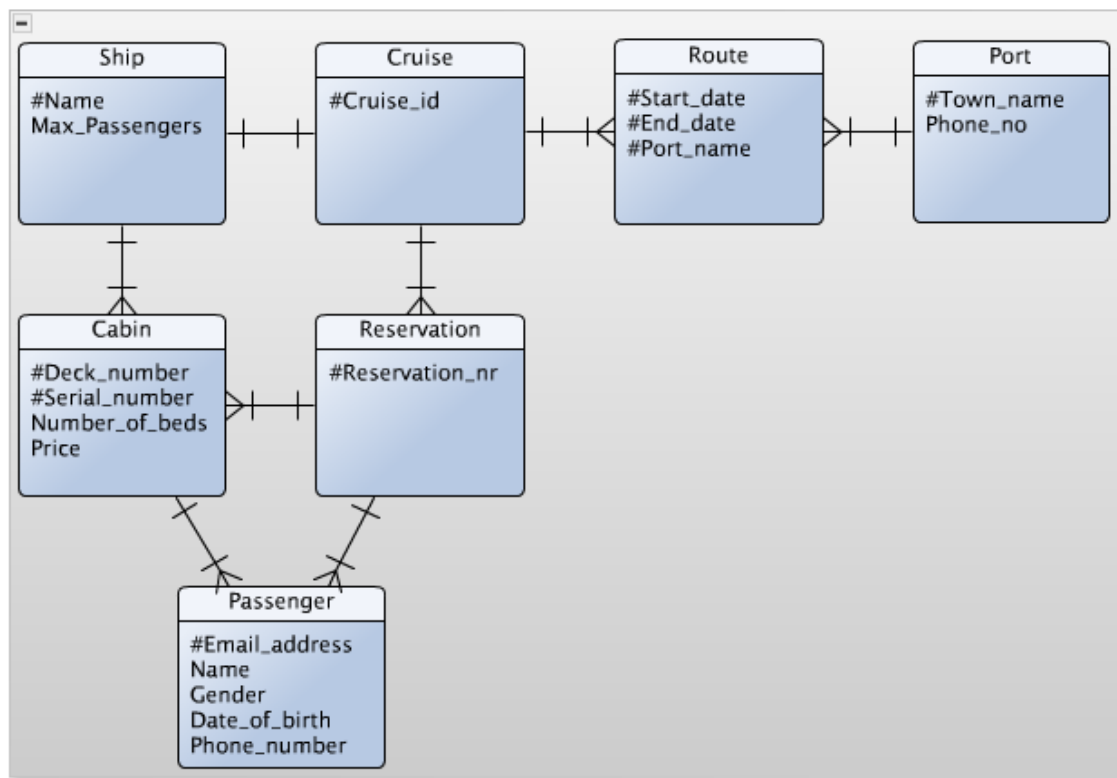 Ship
#Name
Max_Passengers
Cruise
#Cruise_id
Route
#Start_date
#End_date
#Port_name
Port
#Town_name
Phone_no
Cabin
#Deck_number
#Serial_number
Number_of_beds
Price
Reservation
#Reservation_nr
Passenger
#Email_address
Name
Gender
Date_of_birth
Phone_number